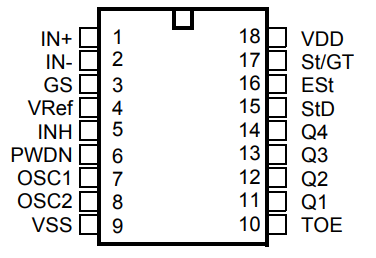 IN+ 1 18 VDD
IN- 2 17 St/GT
GS 3 16 ESt
VRef 4 15 StD
INH 5 14 Q4
PWDN 6 13 Q3
OSC1 7 12 Q2
OSC2 8 11 Q1
VSS 9 10 TOE